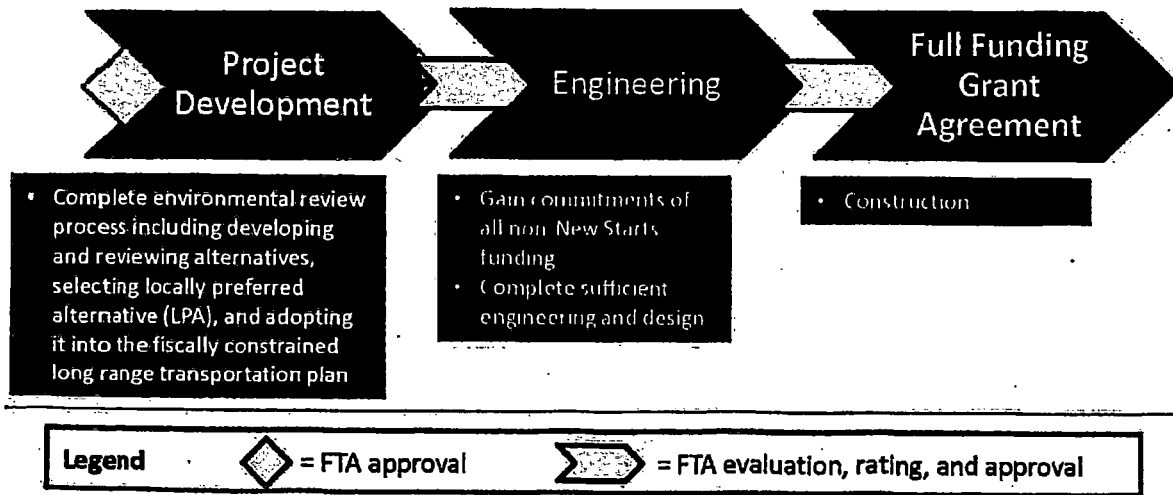 Project
Development
Engineering
Full Funding
Grant
Agreement
• Complete environmental review
process including developing
and reviewing alternatives,
selecting locally preferred
alternative (LPA), and adopting
it into the fiscally constrained
long range transportation plan
• Gain commitments of
all non-New Starts
funding
• Complete sufficient
engineering and design
• Construction
Legend
= FTA approval
= FTA evaluation, rating, and approval